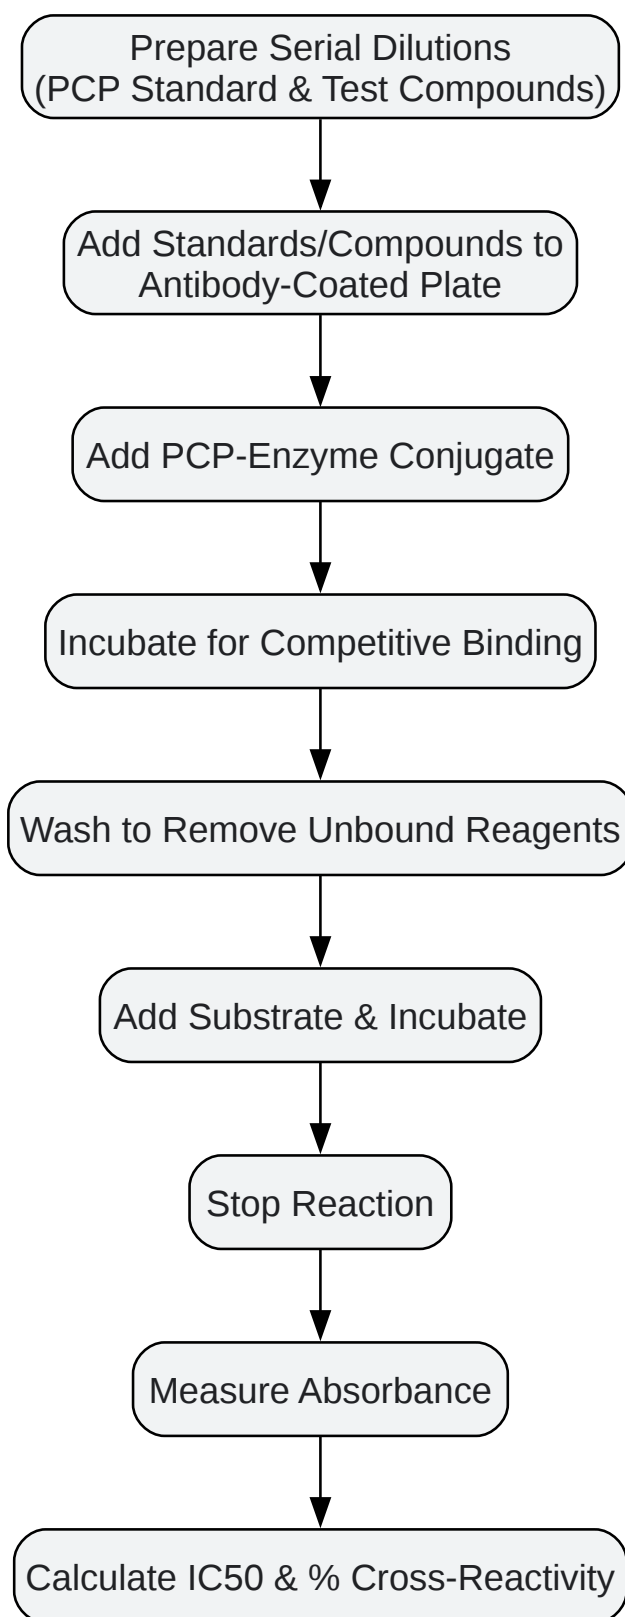 Prepare Serial Dilutions
(PCP Standard & Test Compounds)
Add Standards/Compounds to
Antibody-Coated Plate
Add PCP-Enzyme Conjugate
Incubate for Competitive Binding
Wash to Remove Unbound Reagents
Add Substrate & Incubate
Stop Reaction
Measure Absorbance
Calculate IC50 & % Cross-Reactivity